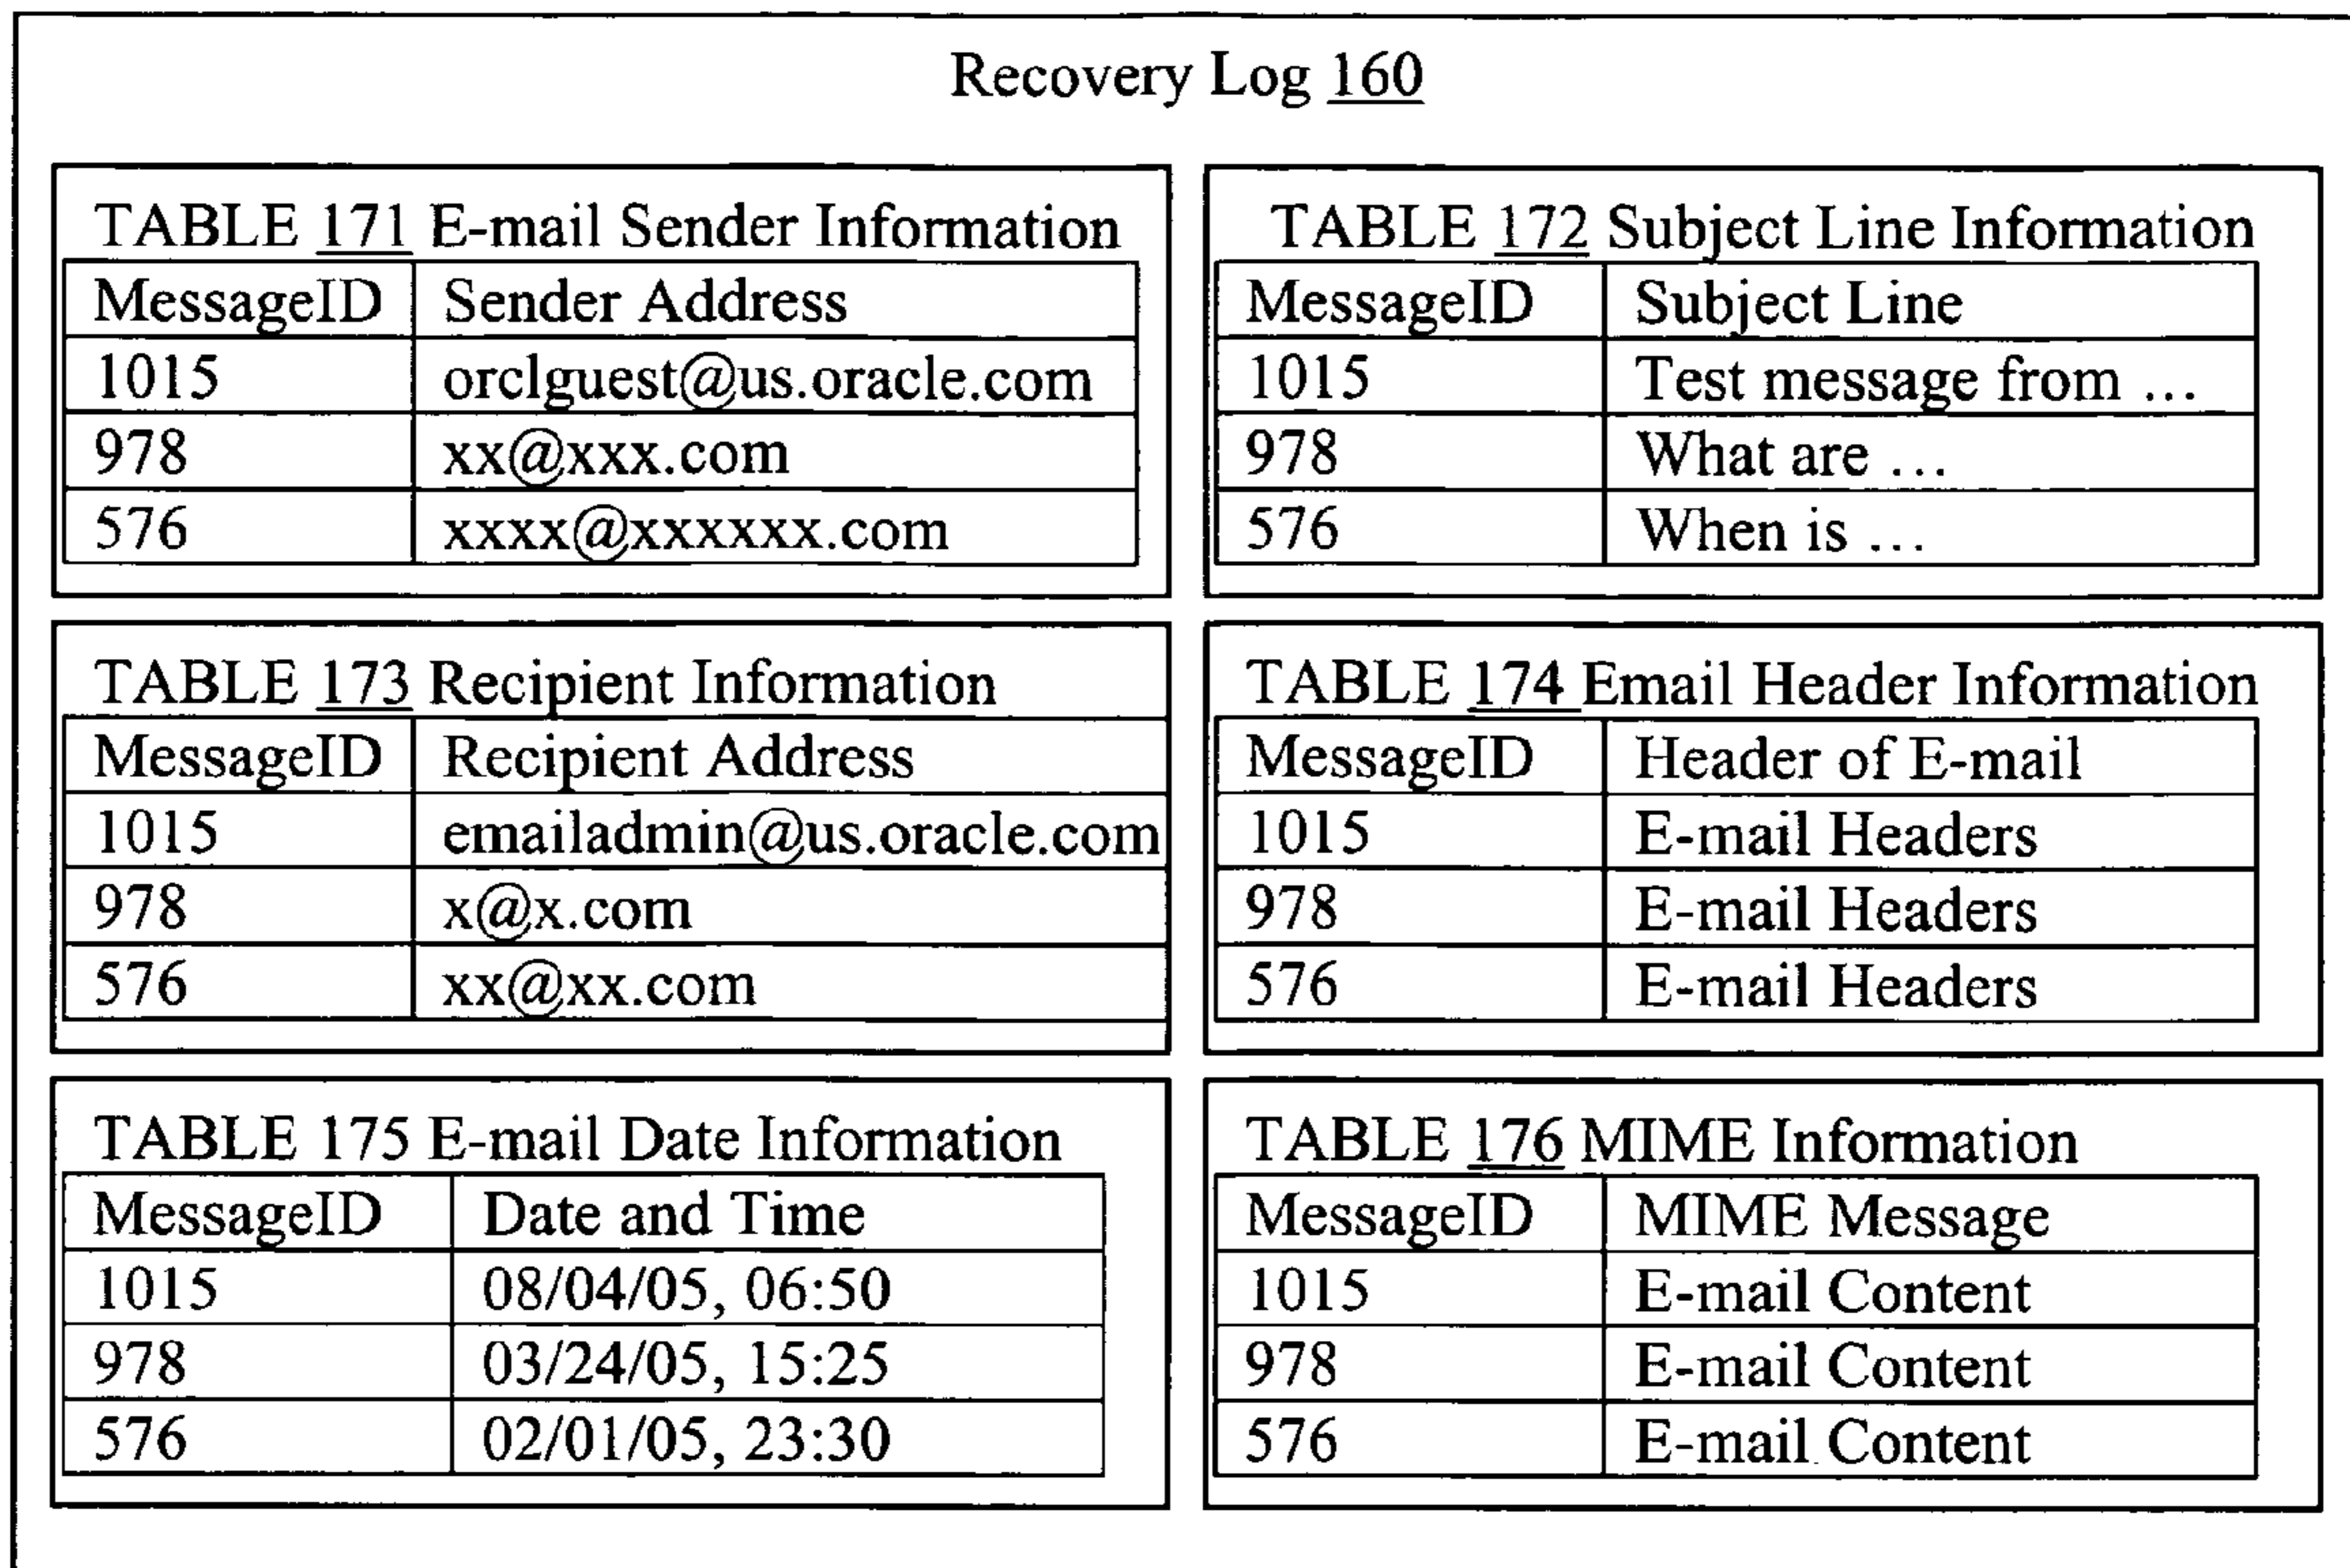 Recovery Log 160
TABLE 171 E-mail Sender Information
MessageID Sender Address
1015 orclguest@us.oracle.com
978 xx@xxx.com
576 xxxx@xxxxxx.com
TABLE 172 Subject Line Information
MessageID Subject Line
1015 Test message from ...
978 What are ...
576 When is ...
TABLE 173 Recipient Information
MessageID Recipient Address
1015 emailadmin@us.oracle.com
978 x@x.com
576 xx@xx.com
TABLE 174 Email Header Information
MessageID Header of E-mail
1015 E-mail Headers
978 E-mail Headers
576 E-mail Headers
TABLE 175 E-mail Date Information
MessageID Date and Time
1015 08/04/05, 06:50
978 03/24/05, 15:25
576 02/01/05, 23:30
TABLE 176 MIME Information
MessageID MIME Message
1015 E-mail Content
978 E-mail Content
576 E-mail Content